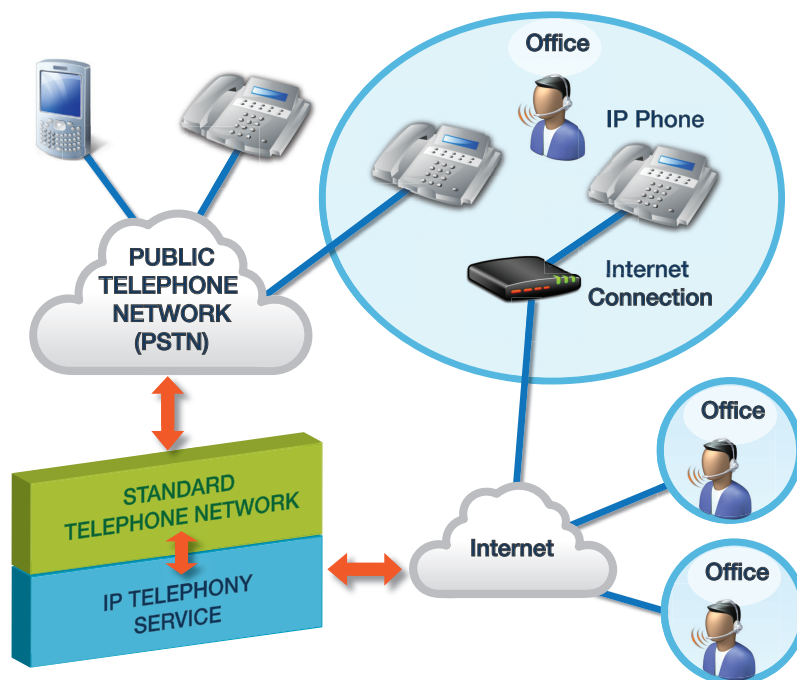 Office
IP Phone
PUBLIC
TELEPHONE
NETWORK
(PSTN)
Internet
Connection
Office
STANDARD
TELEPHONE NETWORK
Internet
IP TELEPHONY
SERVICE
Office